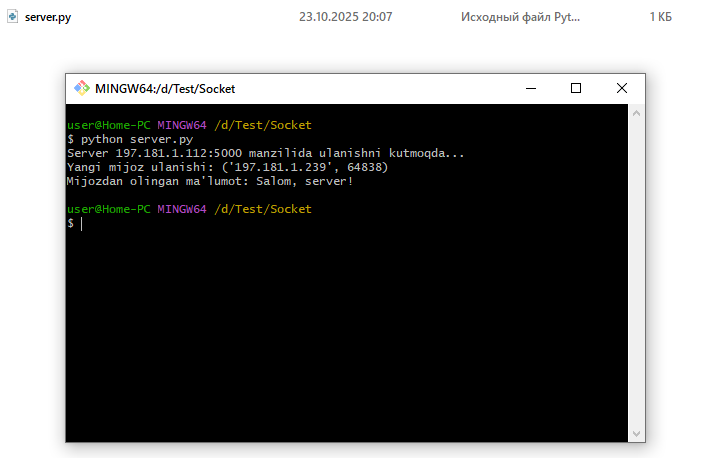 server.py 23.10.2025 20:07 Исходный файл Pyt... 1 КБ
MINGW64:/d/Test/Socket
user@Home-PC MINGW64 /d/Test/Socket
$ python server.py
Server 197.181.1.112:5000 manzilida ulanishni kutmoqda...
Yangi mijoz ulanishi: ('197.181.1.239', 64838)
Mijozdan olingan ma'lumot: Salom, server!
user@Home-PC MINGW64 /d/Test/Socket
$